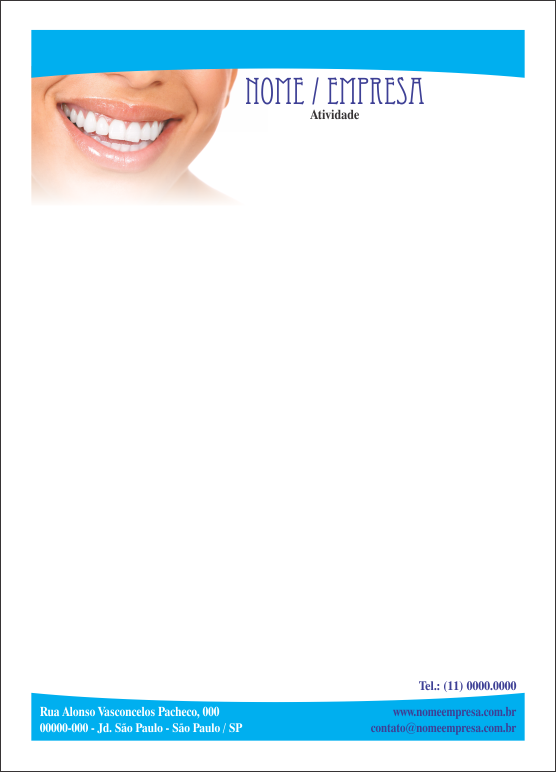 NOME / EMPRESA
Atividade
Tel.: (11) 0000.0000
Rua Alonso Vasconcelos Pacheco, 000
www.nomeempresa.com.br
00000-000 - Jd. São Paulo - São Paulo / SP
contato@nomeempresa.com.br